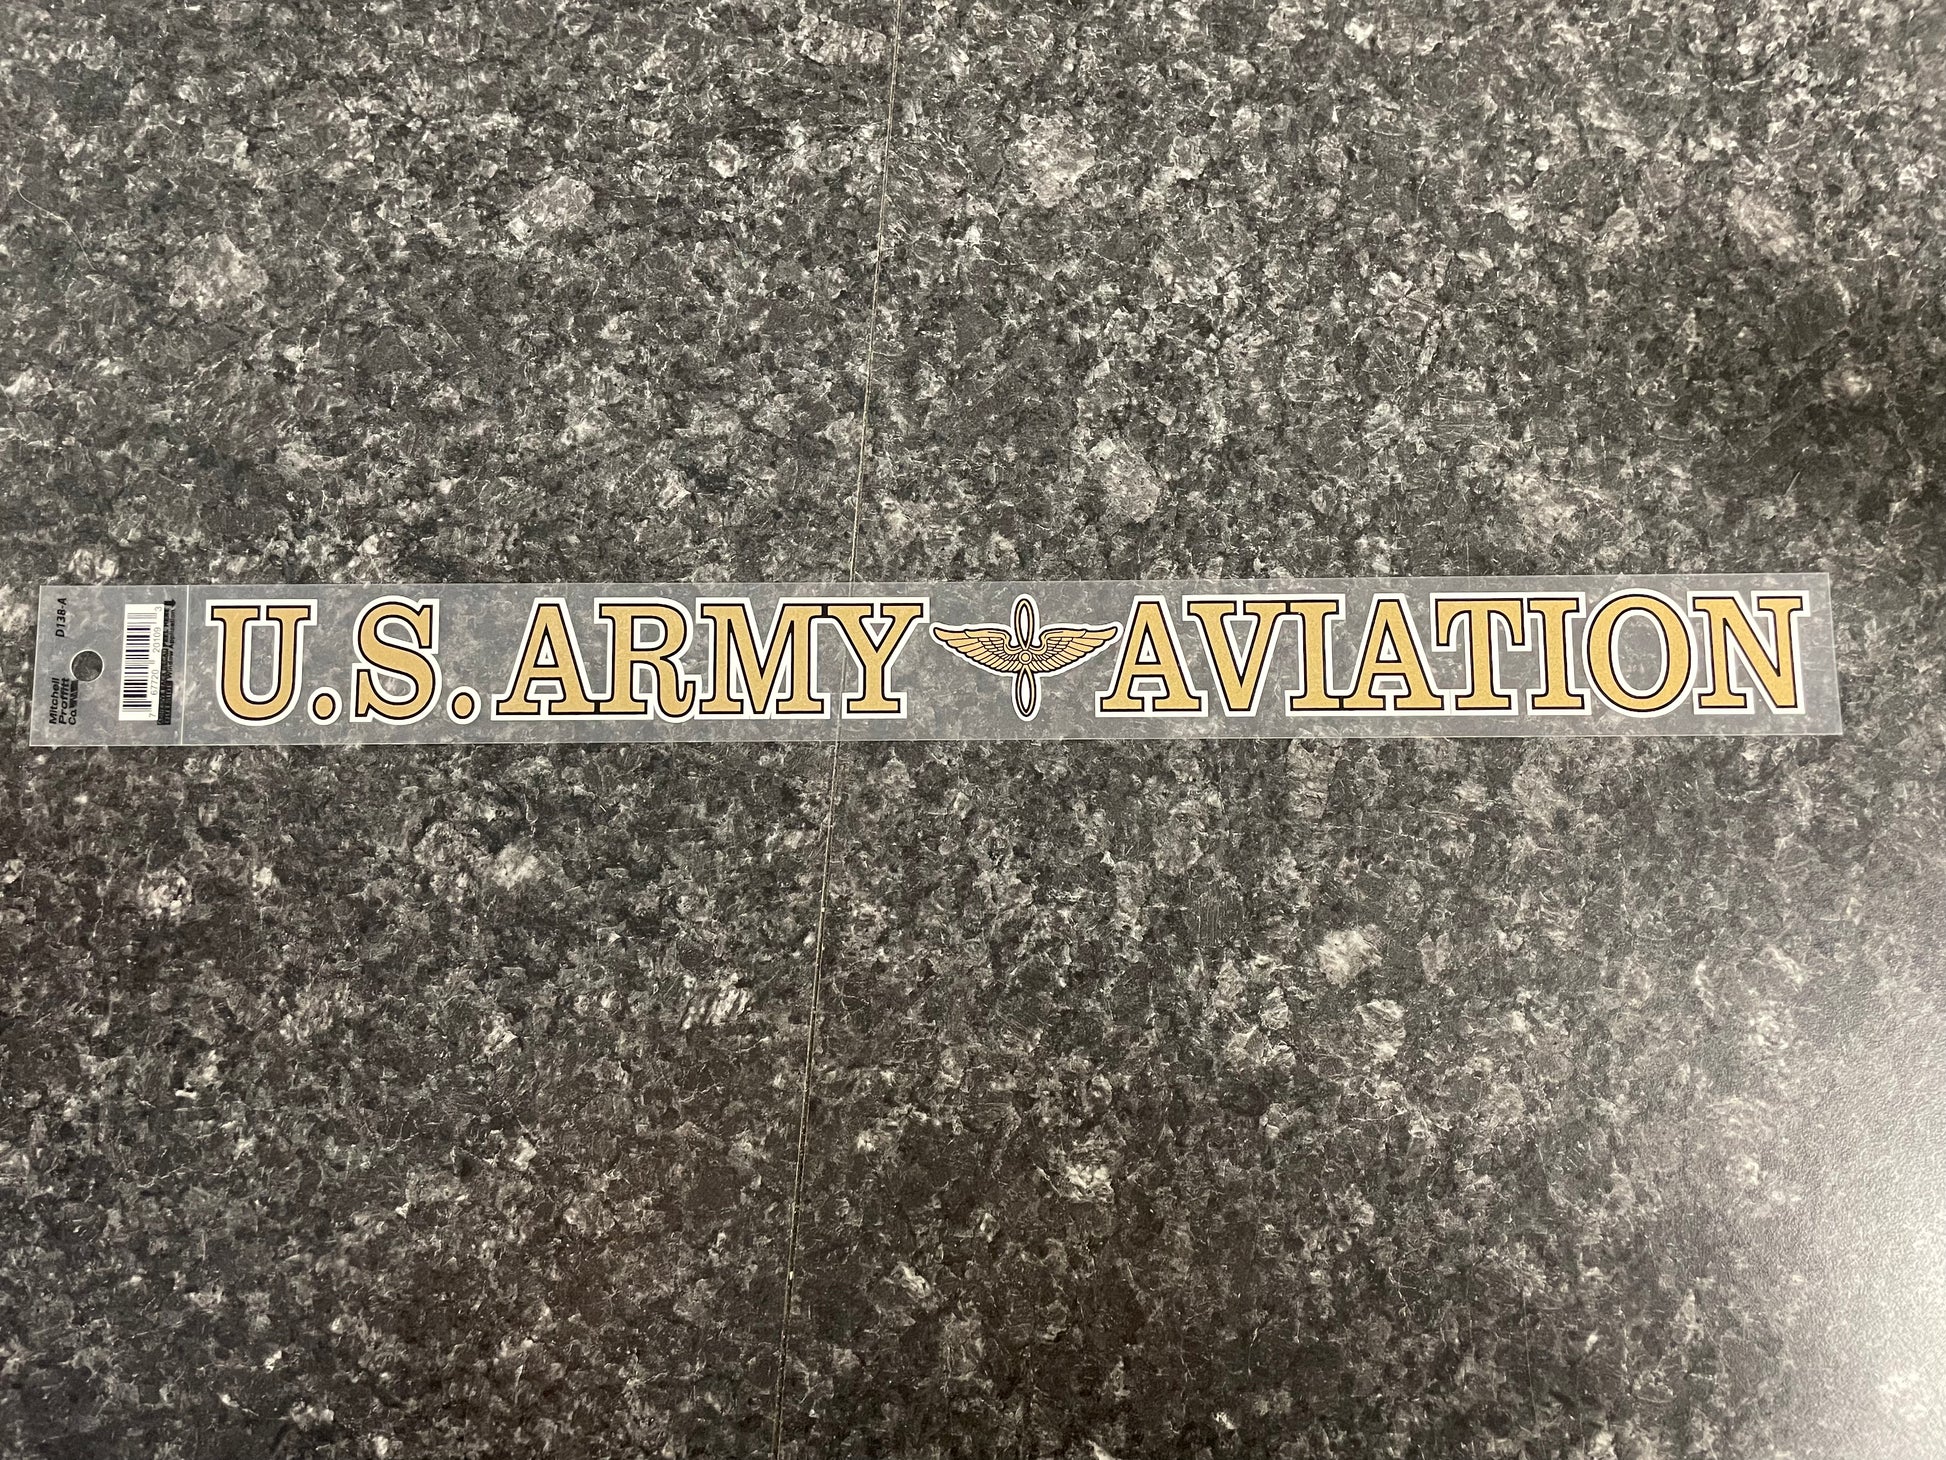 U.S. ARMY AVIATION
D138-A
Mitchell
Proffitt
Co